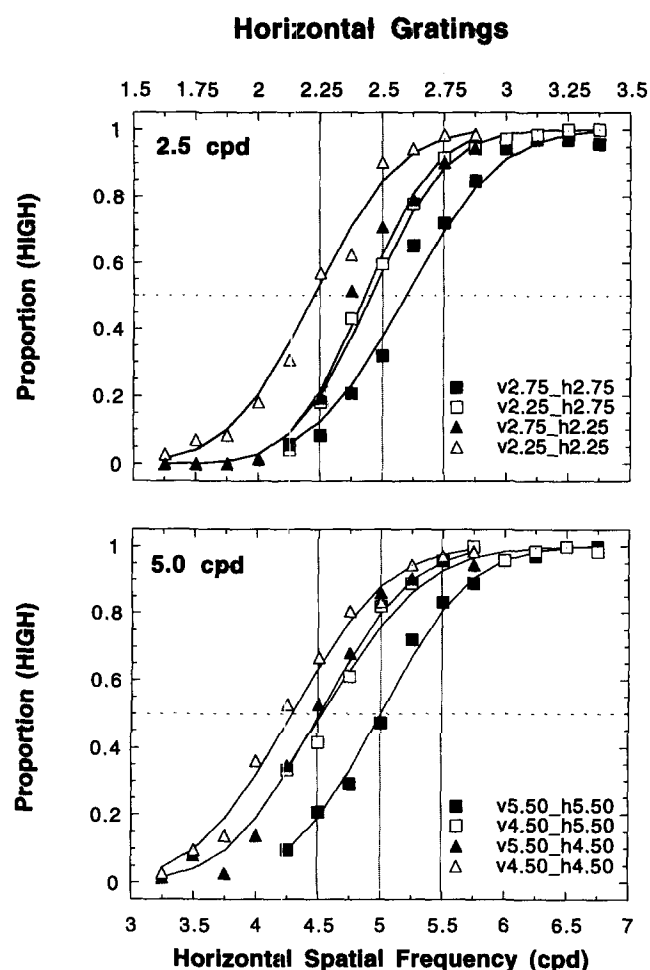 Horizontal Gratings
1.5 1.75 2 2.25 2.5 2.75 3 3.25 3.5
2.5 cpd
1
0.8
0.6
0.4
0.2
0
Proportion (HIGH)
v2.75_h2.75
v2.25_h2.75
v2.75_h2.25
v2.25_h2.25
5.0 cpd
1
0.8
0.6
0.4
0.2
0
Proportion (HIGH)
v5.50_h5.50
v4.50_h5.50
v5.50_h4.50
v4.50_h4.50
3 3.5 4 4.5 5 5.5 6 6.5 7
Horizontal Spatial Frequency (cpd)